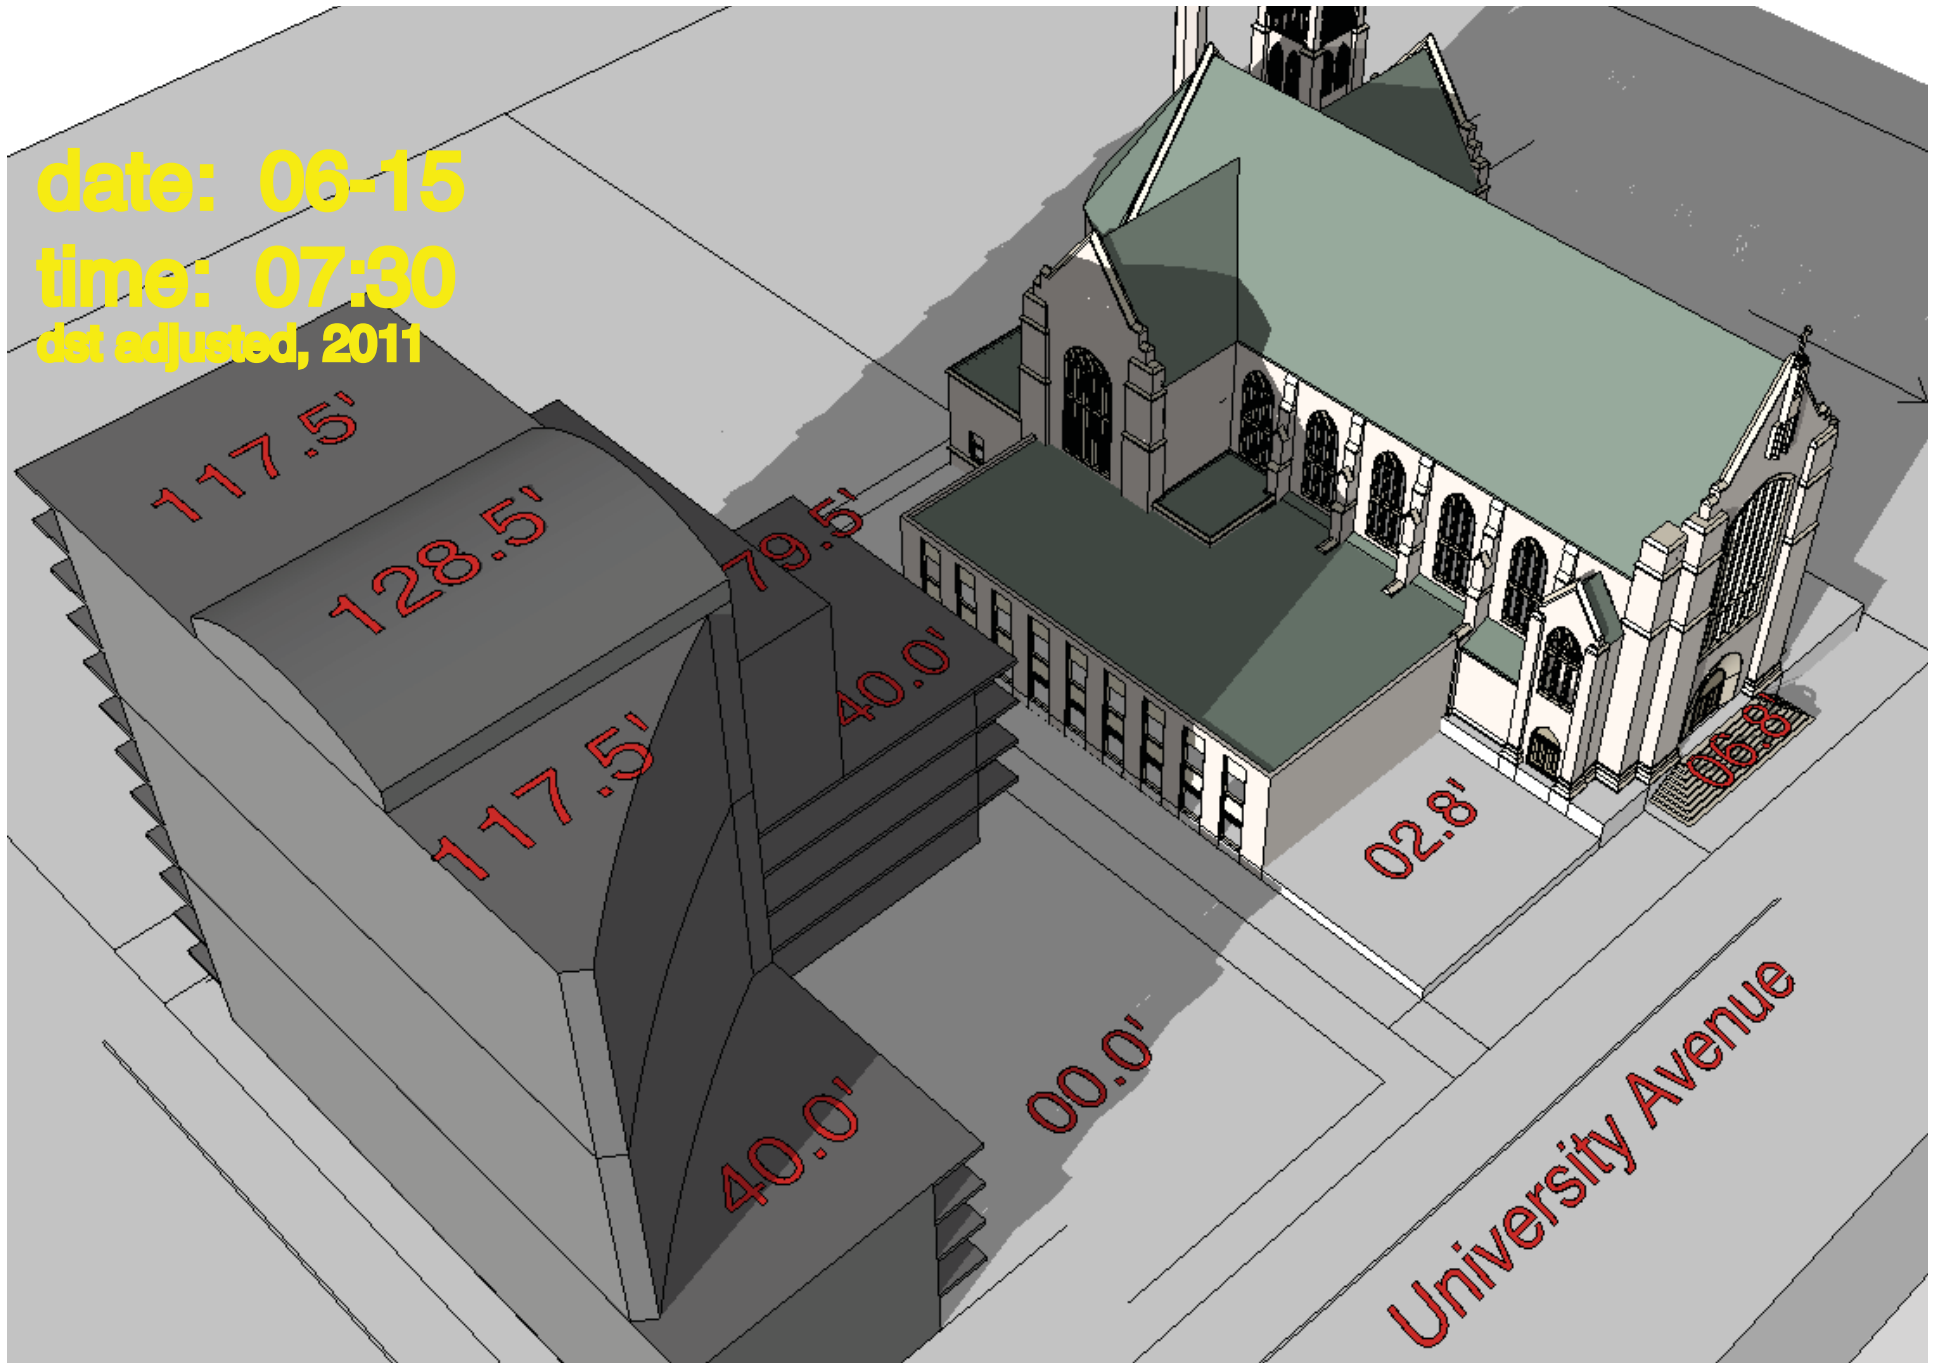 date: 06-15
time: 07:30
dst adjusted, 2011
117.5'
128.5'
79.5'
40.0'
117.5'
06.8'
02.8'
00.0'
40.0'
University Avenue